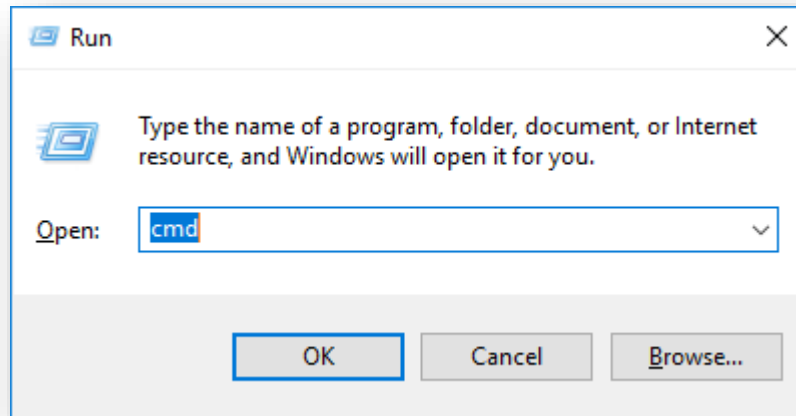 Run
Type the name of a program, folder, document, or Internet
resource, and Windows will open it for you.
Open: cmd
OK Cancel Browse...